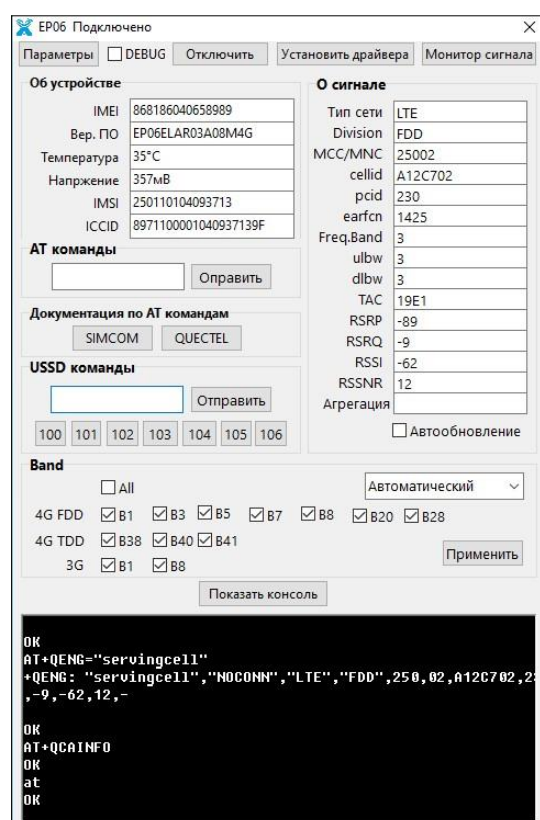 EP06 Подключено
Параметры DEBUG Отключить Установить драйвера Монитор сигнала
Об устройстве
IMEI 868186040658989
Вер. ПО EP06ELAR03A08M4G
Температура 35°C
Напржение 357мВ
IMSI 250110104093713
ICCID 8971100001040937139F
АТ команды
Оправить
Документация по АТ командам
SIMCOM QUECTEL
USSD команды
Отправить
100 101 102 103 104 105 106
О сигнале
Тип сети LTE
Division FDD
MCC/MNC 25002
cellid A12C702
pcid 230
earfcn 1425
Freq.Band 3
ulbw 3
dlbw 3
TAC 19E1
RSRP -89
RSRQ -9
RSSI -62
RSSNR 12
Агрегация
Автообновление
Band
All Автоматический
4G FDD B1 B3 B5 B7 B8 B20 B28
4G TDD B38 B40 B41
3G B1 B8
Применить
Показать консоль
OK
AT+QENG="servingcell"
+QENG: "servingcell","NOCONN","LTE","FDD",250,02,A12C702,2
,-9,-62,12,-
OK
AT+QCAINFO
OK
at
OK